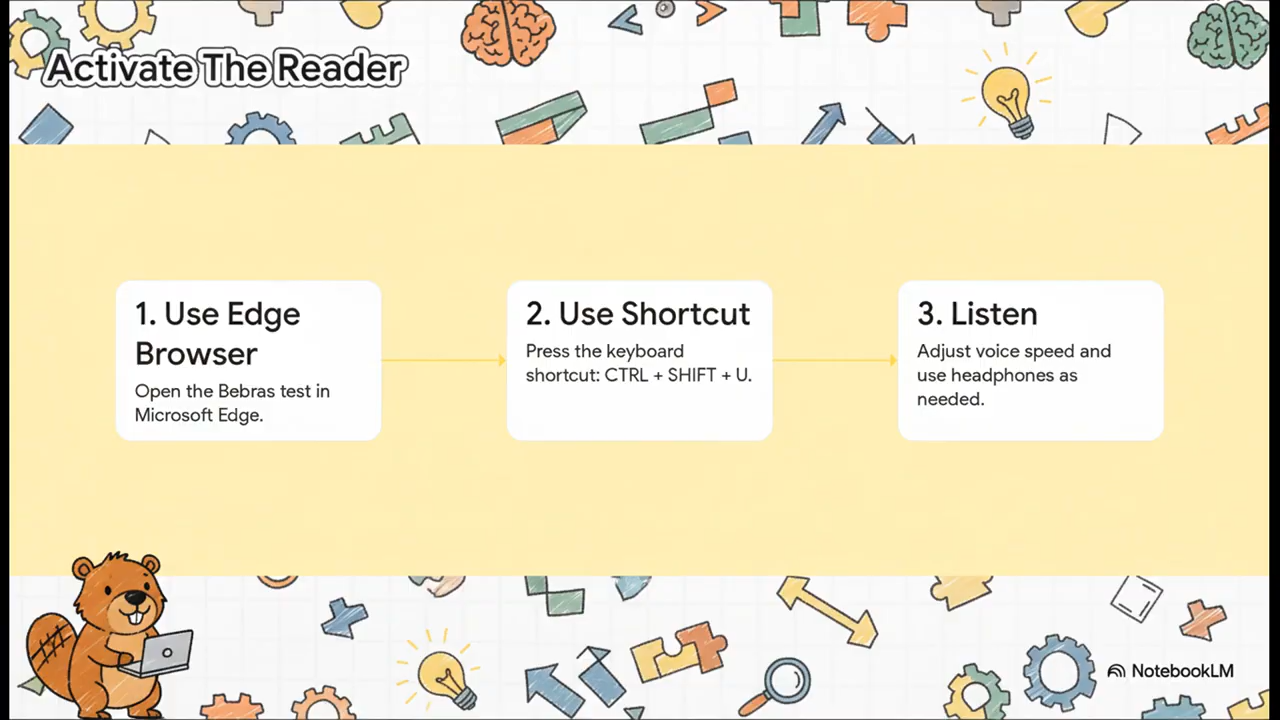 Activate The Reader
1. Use Edge
Browser
Open the Bebras test in
Microsoft Edge.
2. Use Shortcut
Press the keyboard
shortcut: CTRL + SHIFT + U.
3. Listen
Adjust voice speed and
use headphones as
needed.
NotebookLM